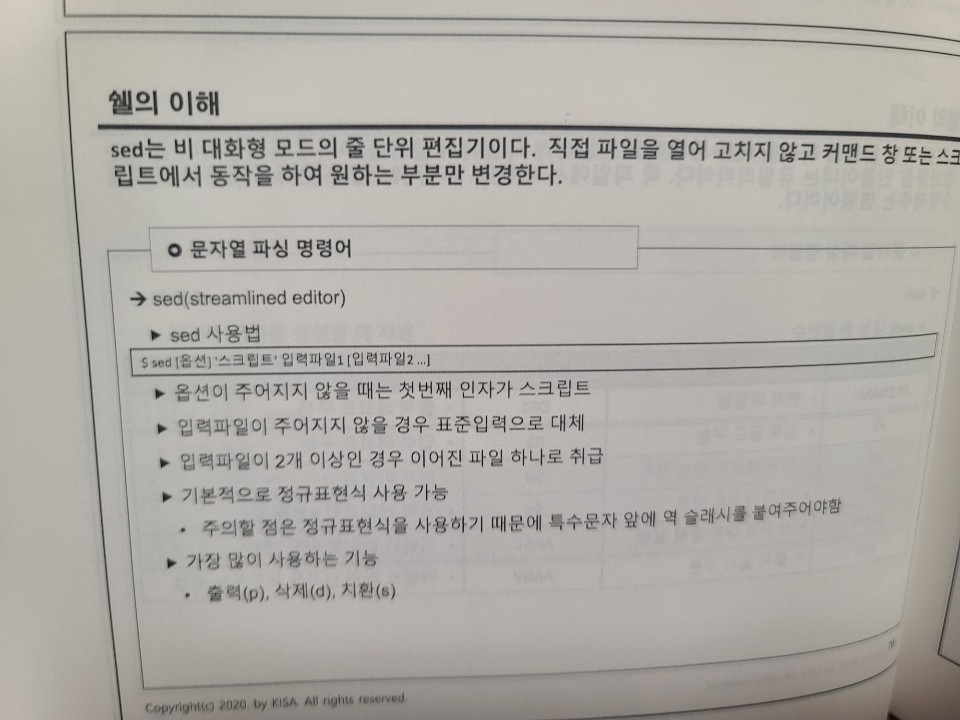 쉘의 이해
sed는 비 대화형 모드의 줄 단위 편집기이다. 직접 파일을 열어 고치지 않고 커맨드 창 또는 스크
립트에서 동작을 하여 원하는 부분만 변경한다.
문자열 파싱 명령어
→ sed(streamlined editor)
▶ sed 사용법
$ sed [옵션] '스크립트' 입력파일1 [입력파일2 ...]
▶ 옵션이 주어지지 않을 때는 첫번째 인자가 스크립트
▶ 입력파일이 주어지지 않을 경우 표준입력으로 대체
▶ 입력파일이 2개 이상인 경우 이어진 파일 하나로 취급
▶ 기본적으로 정규표현식 사용 가능
• 주의할 점은 정규표현식을 사용하기 때문에 특수문자 앞에 역 슬래시를 붙여주어야함
▶ 가장 많이 사용하는 기능
• 출력(p), 삭제(d), 치환(s)
Copyright(c) 2020. by KISA. All rights reserved.